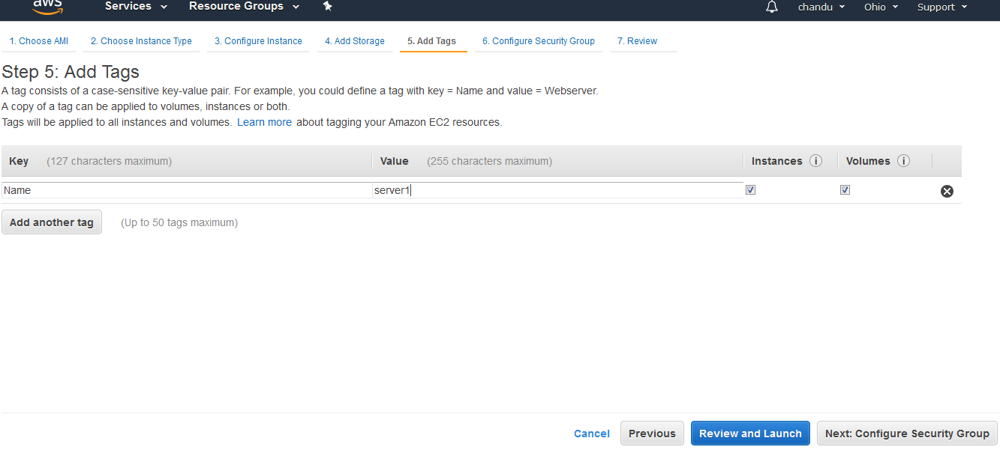 aws Services Resource Groups chandu Ohio Support
1. Choose AMI 2. Choose Instance Type 3. Configure Instance 4. Add Storage 5. Add Tags 6. Configure Security Group 7. Review
Step 5: Add Tags
A tag consists of a case-sensitive key-value pair. For example, you could define a tag with key = Name and value = Webserver.
A copy of a tag can be applied to volumes, instances or both.
Tags will be applied to all instances and volumes. Learn more about tagging your Amazon EC2 resources.
Key (127 characters maximum) Value (255 characters maximum) Instances i Volumes i
Name server1
Add another tag (Up to 50 tags maximum)
Cancel Previous Review and Launch Next: Configure Security Group